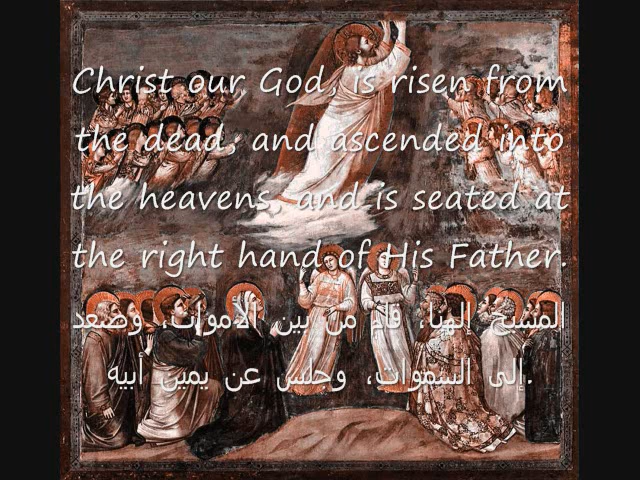 Christ our God, is risen from
the dead, and ascended into
the heavens, and is seated at
the right hand of His Father.
المسيح إلهنا، قام من بين الأموات، وصعد
إلى السموات، وجلس عن يمين أبيه.